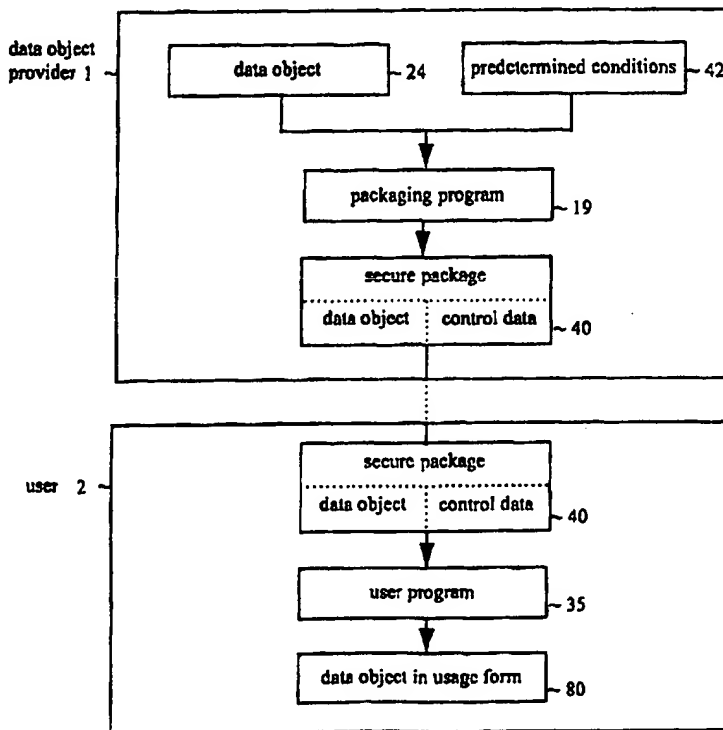 data object
provider 1
data object
~ 24
predetermined conditions
~42
packaging program
~ 19
secure package
data object
control data
~ 40
user 2
secure package
data object
control data
~ 40
user program
~ 35
data object in usage form
~ 80